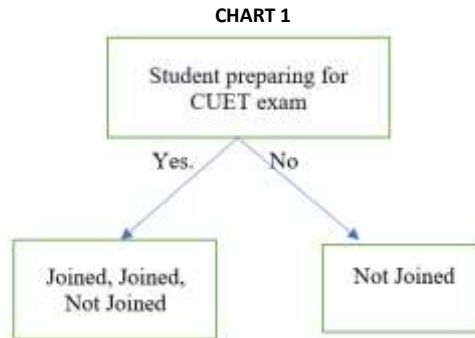 CHART 1
Student preparing for
CUET exam
Yes.
No
Joined, Joined,
Not Joined
Not Joined